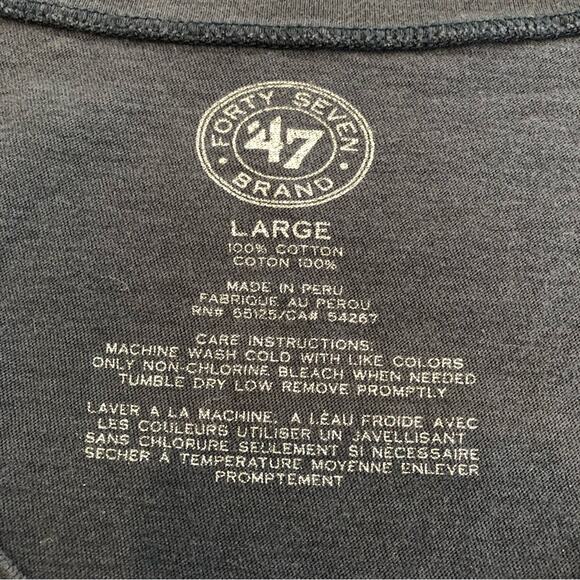 FORTY SEVEN
'47
BRAND
LARGE
100% COTTON
COTON 100%
MADE IN PERU
FABRIQUE AU PEROU
RN# 65125/CA# 54267
CARE INSTRUCTIONS:
MACHINE WASH COLD WITH LIKE COLORS
ONLY NON-CHLORINE BLEACH WHEN NEEDED
TUMBLE DRY LOW REMOVE PROMPTLY
LAVER A LA MACHINE, A LÉAU FROIDE AVEC
LES COULEURS UTILISER UN JAVELLISANT
SANS CHLORURE SEULEMENT SI NECESSAIRE
SECHER À TEMPERATURE MOYENNE ENLEVER
PROMPTEMENT